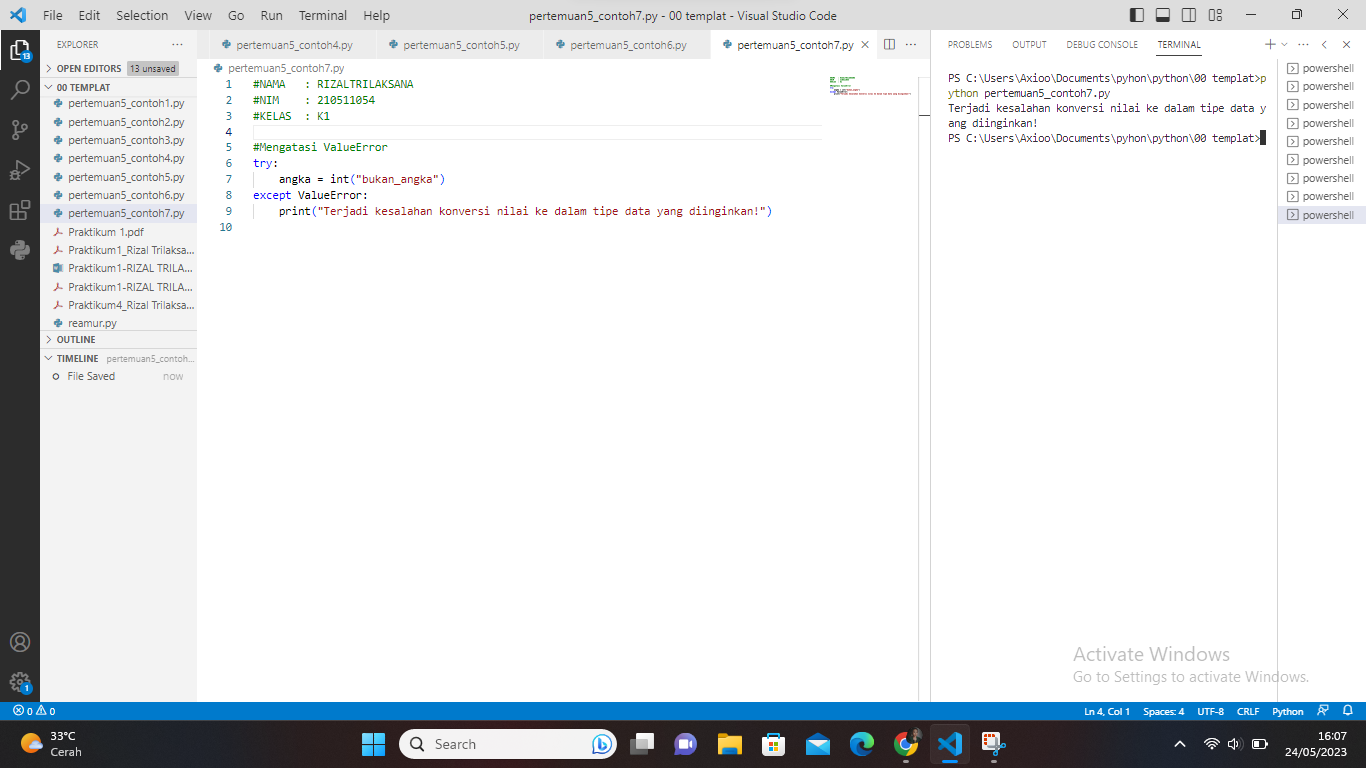 File Edit Selection View Go Run Terminal Help
pertemuan5_contoh7.py - 00 templat - Visual Studio Code
13
1
EXPLORER
OPEN EDITORS 13 unsaved
00 TEMPLAT
pertemuan5_contoh1.py
pertemuan5_contoh2.py
pertemuan5_contoh3.py
pertemuan5_contoh4.py
pertemuan5_contoh5.py
pertemuan5_contoh6.py
pertemuan5_contoh7.py
Praktikum 1.pdf
Praktikum1_Rizal Trilaksa...
Praktikum1-RIZAL TRILA...
Praktikum1-RIZAL TRILA...
Praktikum4_Rizal Trilaksa...
reamur.py
OUTLINE
TIMELINE pertemuan5_contoh...
File Saved now
pertemuan5_contoh4.py pertemuan5_contoh5.py pertemuan5_contoh6.py pertemuan5_contoh7.py
pertemuan5_contoh7.py
1 #NAMA : RIZALTRILAKSANA
2 #NIM : 210511054
3 #KELAS : K1
4
5 #Mengatasi ValueError
6 try:
7 angka = int("bukan_angka")
8 except ValueError:
9 print("Terjadi kesalahan konversi nilai ke dalam tipe data yang diinginkan!")
10
PROBLEMS OUTPUT DEBUG CONSOLE TERMINAL
PS C:\Users\Axioo\Documents\pyhon\python\00 templat>p
ython pertemuan5_contoh7.py
Terjadi kesalahan konversi nilai ke dalam tipe data y
ang diinginkan!
PS C:\Users\Axioo\Documents\pyhon\python\00 templat>
powershell
powershell
powershell
powershell
powershell
powershell
powershell
powershell
powershell
Activate Windows
Go to Settings to activate Windows.
0 0
Ln 4, Col 1 Spaces: 4 UTF-8 CRLF Python
33°C
Cerah
Search
16:07
24/05/2023